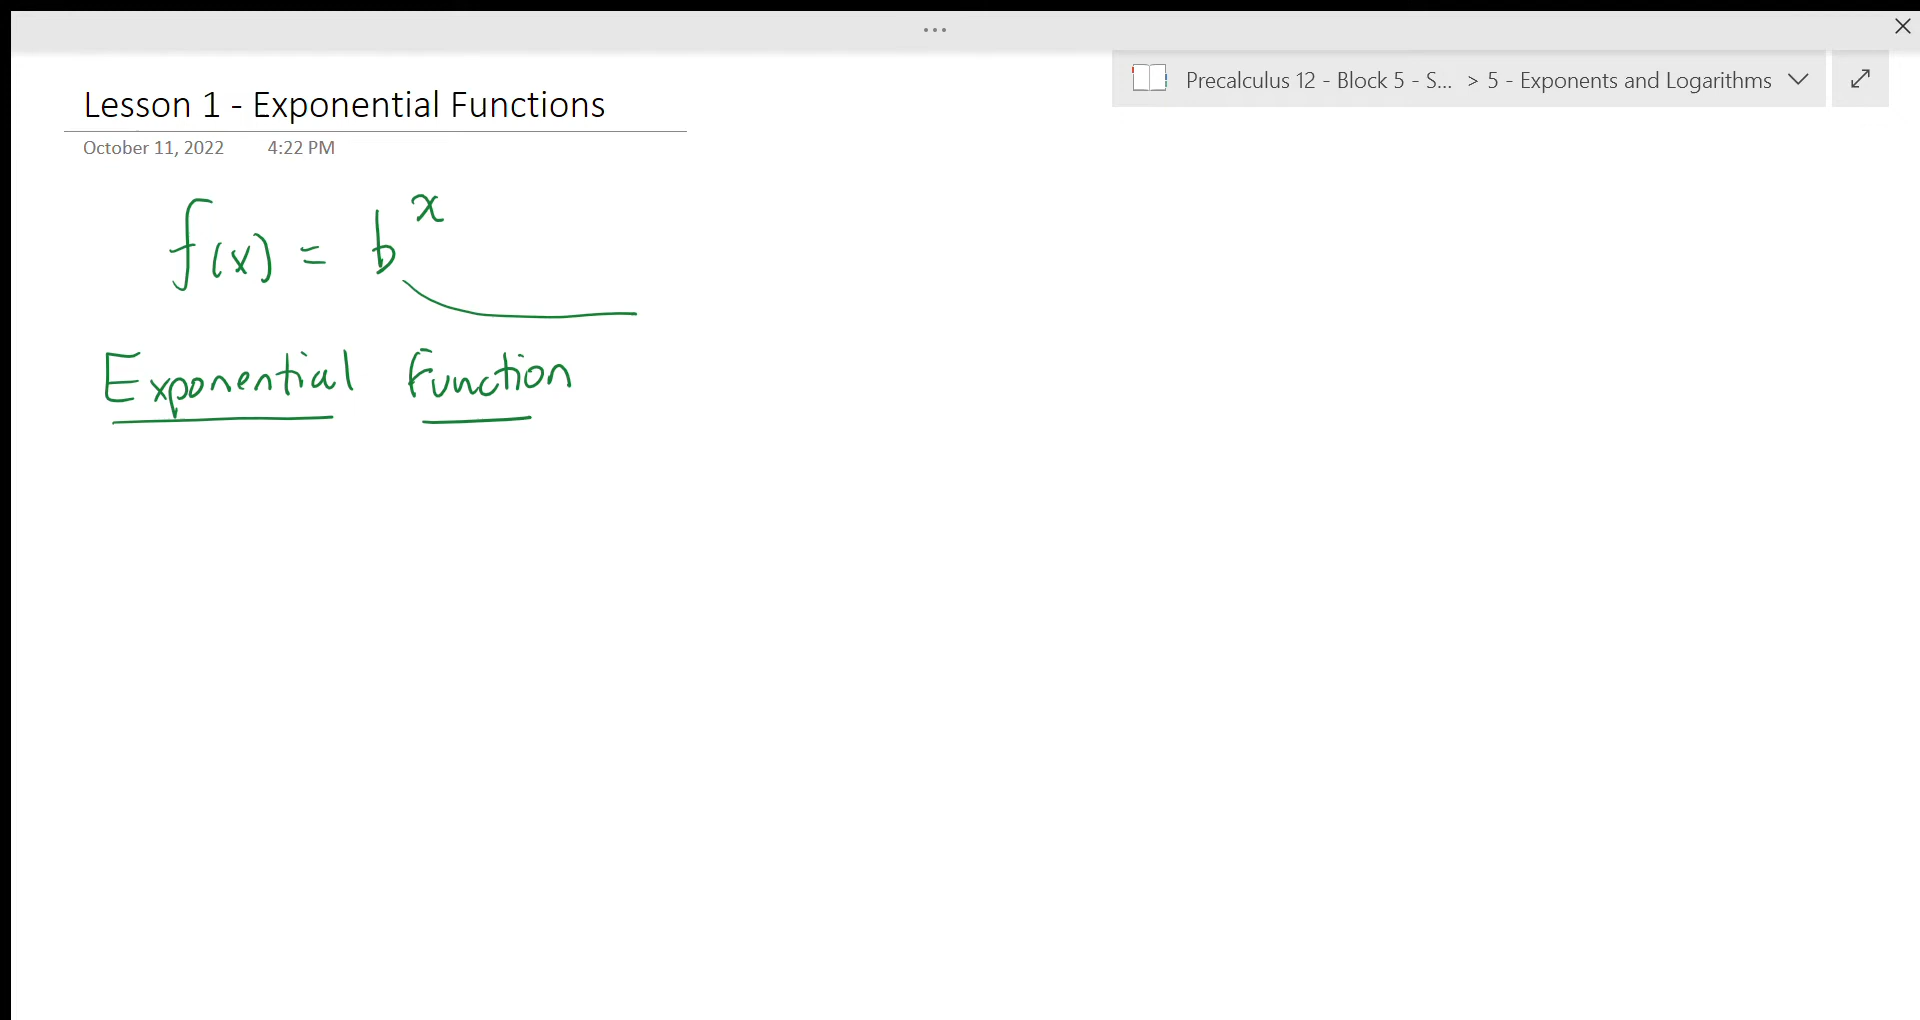 Precalculus 12 - Block 5 - S... > 5 - Exponents and Logarithms
Lesson 1 - Exponential Functions
October 11, 2022 4:22 PM
f(x) = b^x
Exponential Function